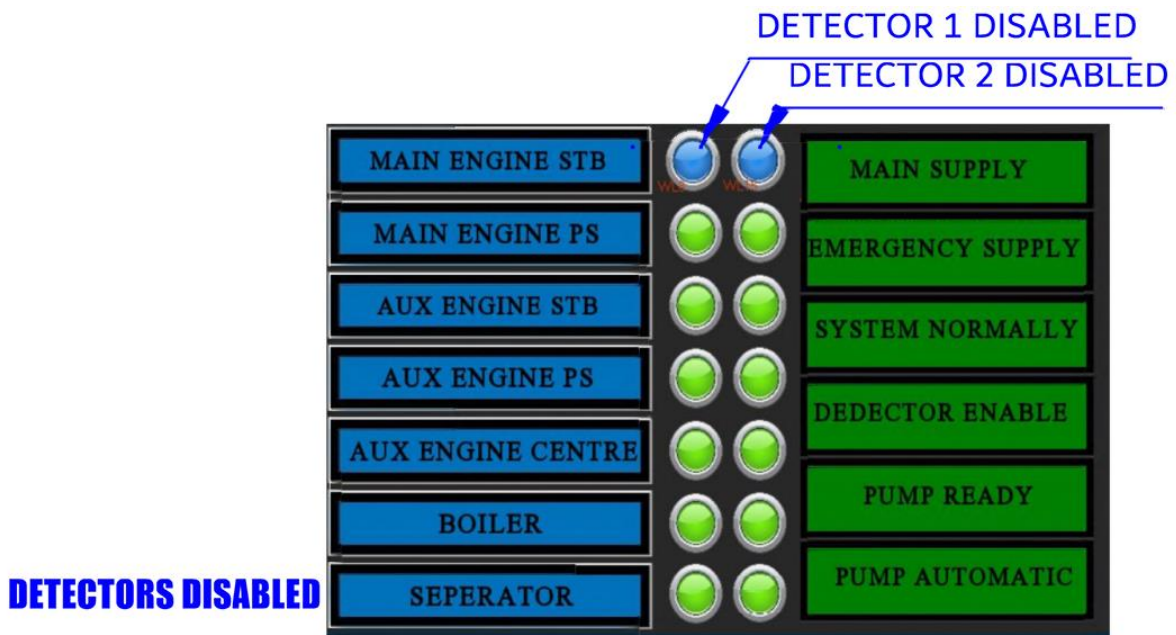 DETECTOR 1 DISABLED
DETECTOR 2 DISABLED
MAIN ENGINE STB
MAIN SUPPLY
MAIN ENGINE PS
EMERGENCY SUPPLY
AUX ENGINE STB
SYSTEM NORMALLY
AUX ENGINE PS
DEDECTOR ENABLE
AUX ENGINE CENTRE
BOILER
PUMP READY
DETECTORS DISABLED
SEPERATOR
PUMP AUTOMATIC